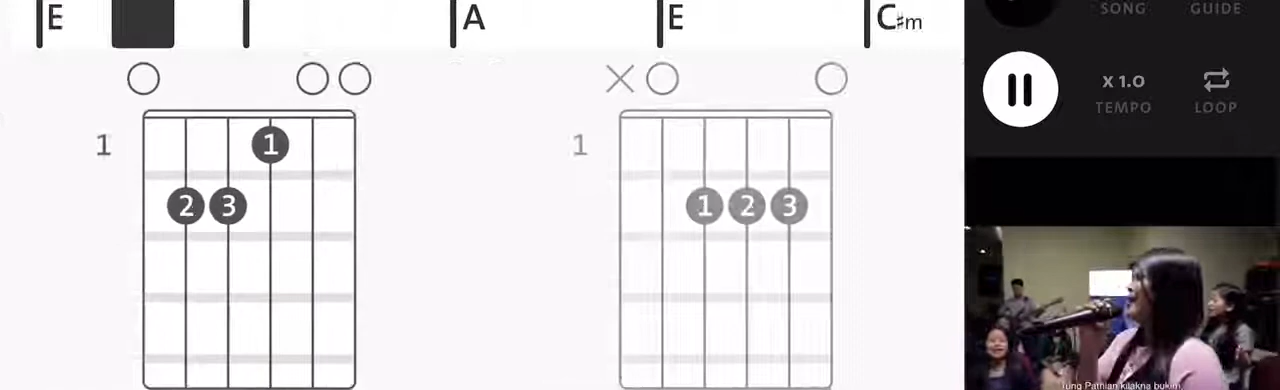 E A E C#m
SONG GUIDE
X 1.0
TEMPO LOOP
1 1 1
2 3 1 2 3
Tung Pathian kilakna bukim